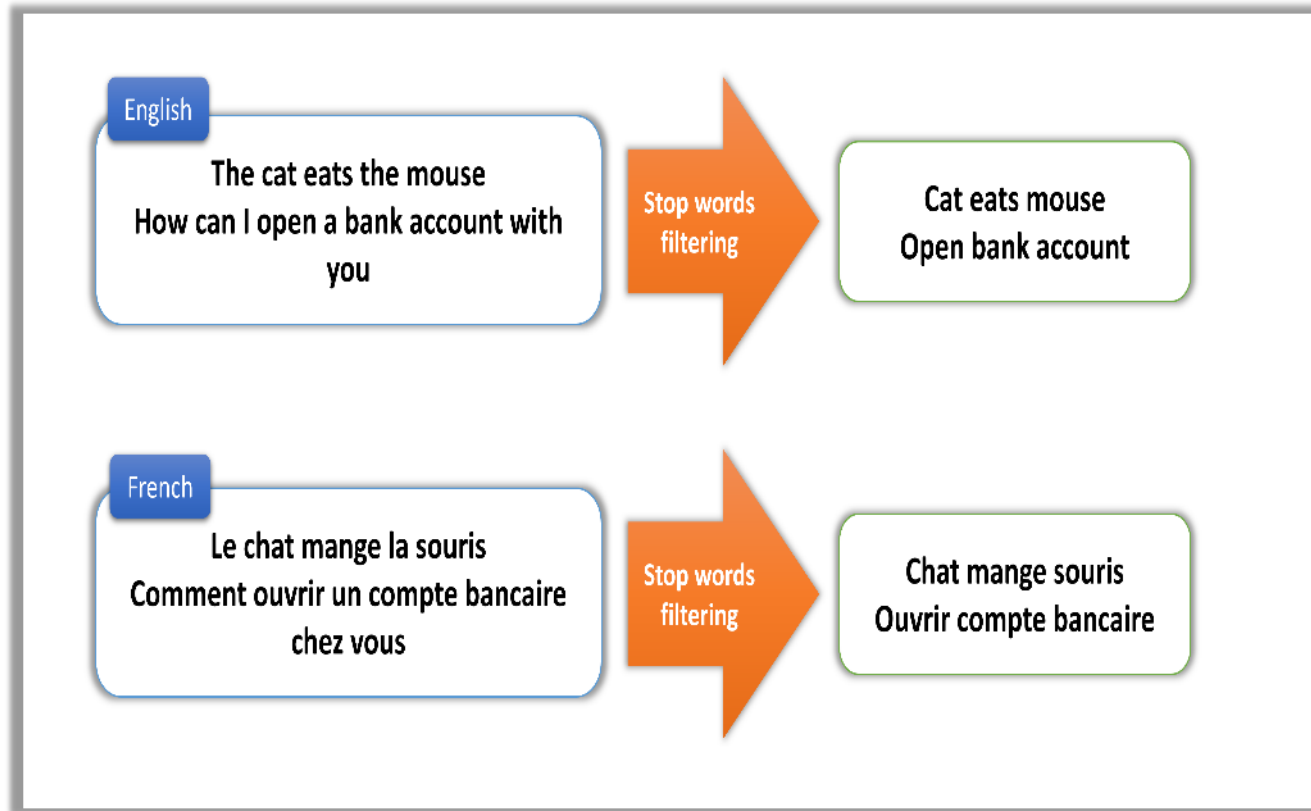 English
The cat eats the mouse
How can I open a bank account with
you
Stop words
filtering
Cat eats mouse
Open bank account
French
Le chat mange la souris
Comment ouvrir un compte bancaire
chez vous
Stop words
filtering
Chat mange souris
Ouvrir compte bancaire